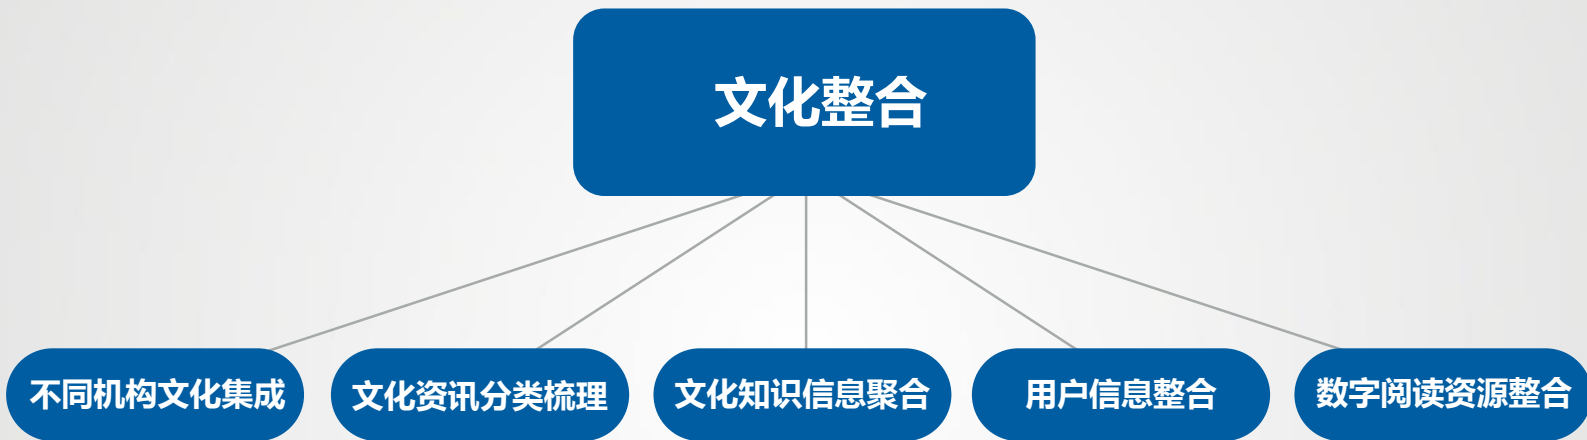 文化整合
不同机构文化集成
文化资讯分类梳理
文化知识信息聚合
用户信息整合
数字阅读资源整合